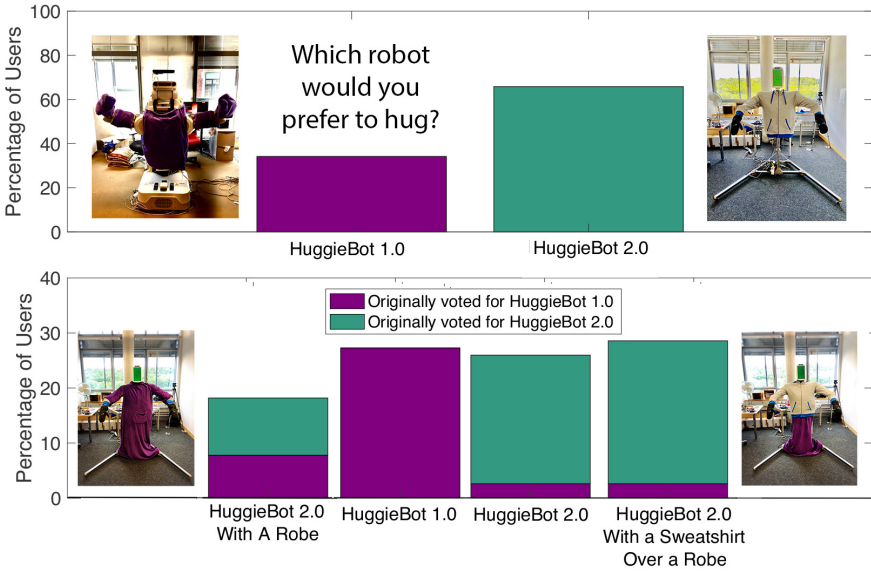 100
80
60
40
20
0
Percentage of Users
Which robot
would you
prefer to hug?
HuggieBot 1.0
HuggieBot 2.0
40
30
20
10
0
Percentage of Users
Originally voted for HuggieBot 1.0
Originally voted for HuggieBot 2.0
HuggieBot 2.0
With A Robe
HuggieBot 1.0
HuggieBot 2.0
HuggieBot 2.0
With a Sweatshirt
Over a Robe